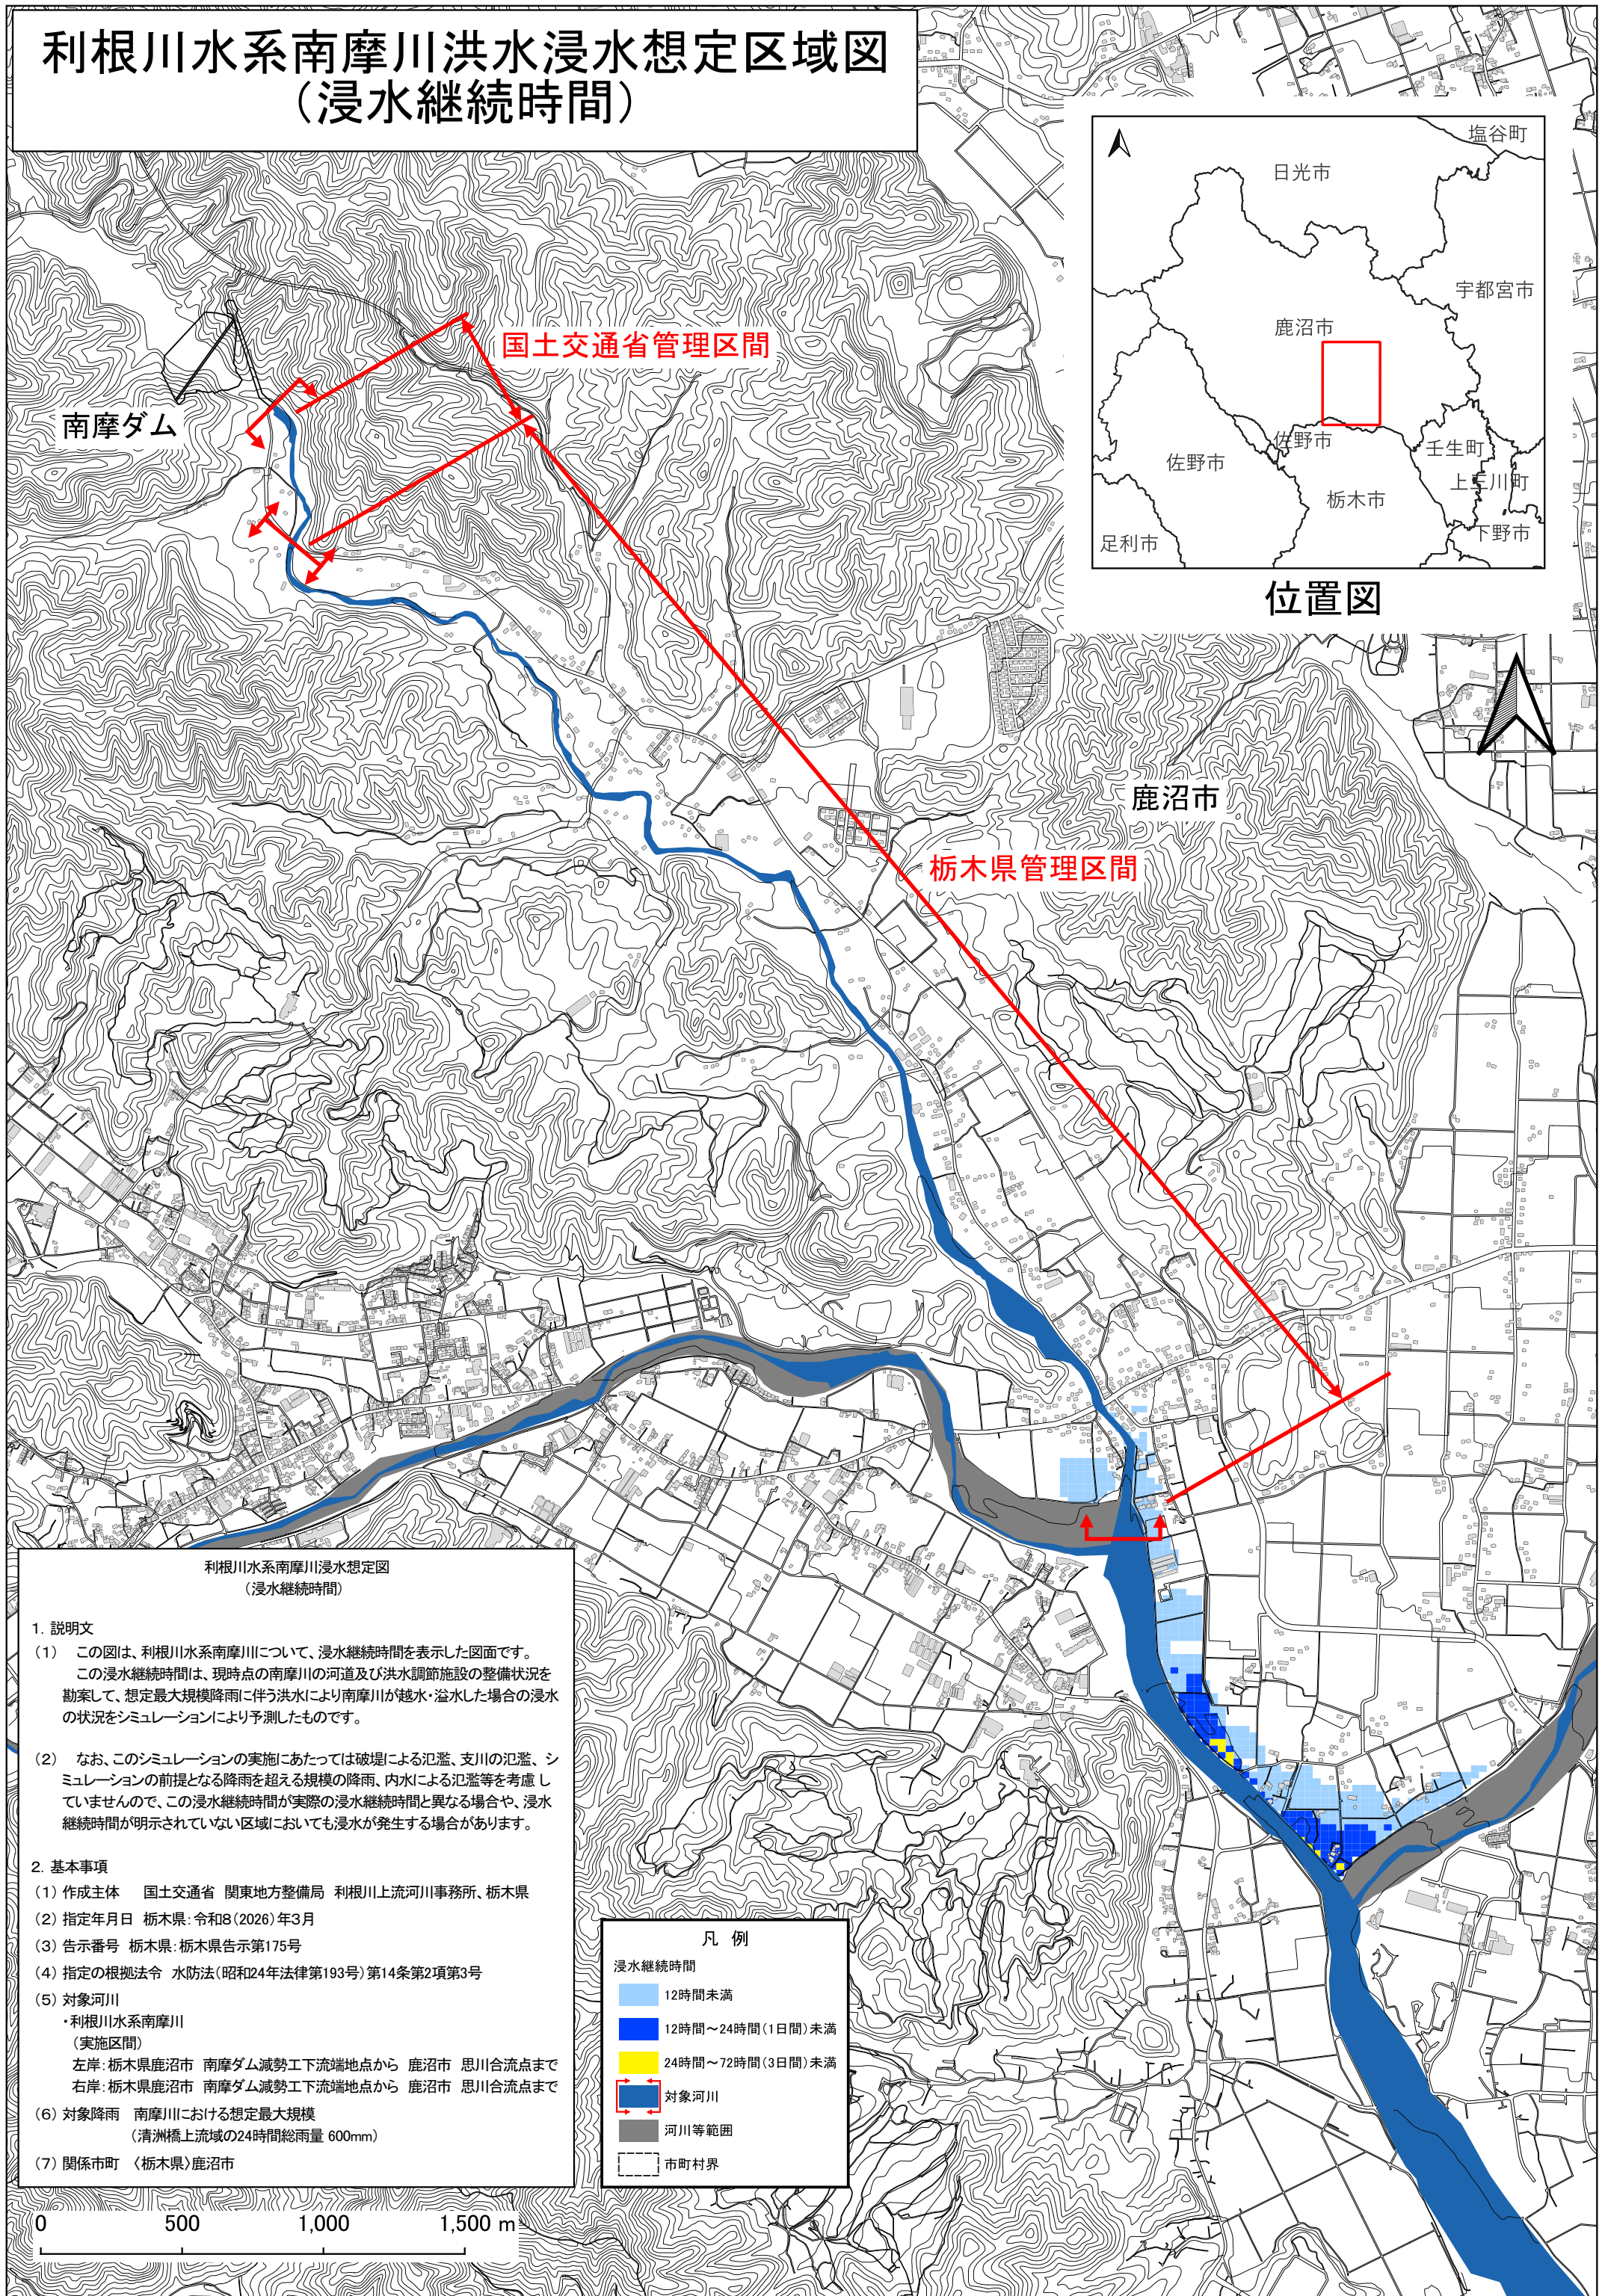 利根川水系南摩川洪水浸水想定区域図
（浸水継続時間）
塩谷町
日光市
宇都宮市
鹿沼市
佐野市
佐野市
壬生町
上三川町
栃木市
下野市
足利市
位置図
国土交通省管理区間
南摩ダム
鹿沼市
栃木県管理区間
利根川水系南摩川浸水想定図
（浸水継続時間）
1. 説明文
（1） この図は、利根川水系南摩川について、浸水継続時間を表示した図面です。
この浸水継続時間は、現時点の南摩川の河道及び洪水調節施設の整備状況を
勘案して、想定最大規模降雨に伴う洪水により南摩川が越水・溢水した場合の浸水
の状況をシミュレーションにより予測したものです。
（2） なお、このシミュレーションの実施にあたっては破堤による氾濫、支川の氾濫、シ
ミュレーションの前提となる降雨を超える規模の降雨、内水による氾濫等を考慮し
ていませんので、この浸水継続時間が実際の浸水継続時間と異なる場合や、浸水
継続時間が明示されていない区域においても浸水が発生する場合があります。
2. 基本事項
（1） 作成主体 国土交通省 関東地方整備局 利根川上流河川事務所、栃木県
（2） 指定年月日 栃木県：令和8（2026）年3月
（3） 告示番号 栃木県：栃木県告示第175号
（4） 指定の根拠法令 水防法（昭和24年法律第193号）第14条第2項第3号
（5） 対象河川
・利根川水系南摩川
（実施区間）
左岸：栃木県鹿沼市 南摩ダム減勢工下流端地点から 鹿沼市 思川合流点まで
右岸：栃木県鹿沼市 南摩ダム減勢工下流端地点から 鹿沼市 思川合流点まで
（6） 対象降雨 南摩川における想定最大規模
（清洲橋上流域の24時間総雨量 600mm）
（7） 関係市町 〈栃木県〉鹿沼市
凡 例
浸水継続時間
12時間未満
12時間～24時間（1日間）未満
24時間～72時間（3日間）未満
対象河川
河川等範囲
市町村界
0 500 1,000 1,500 m